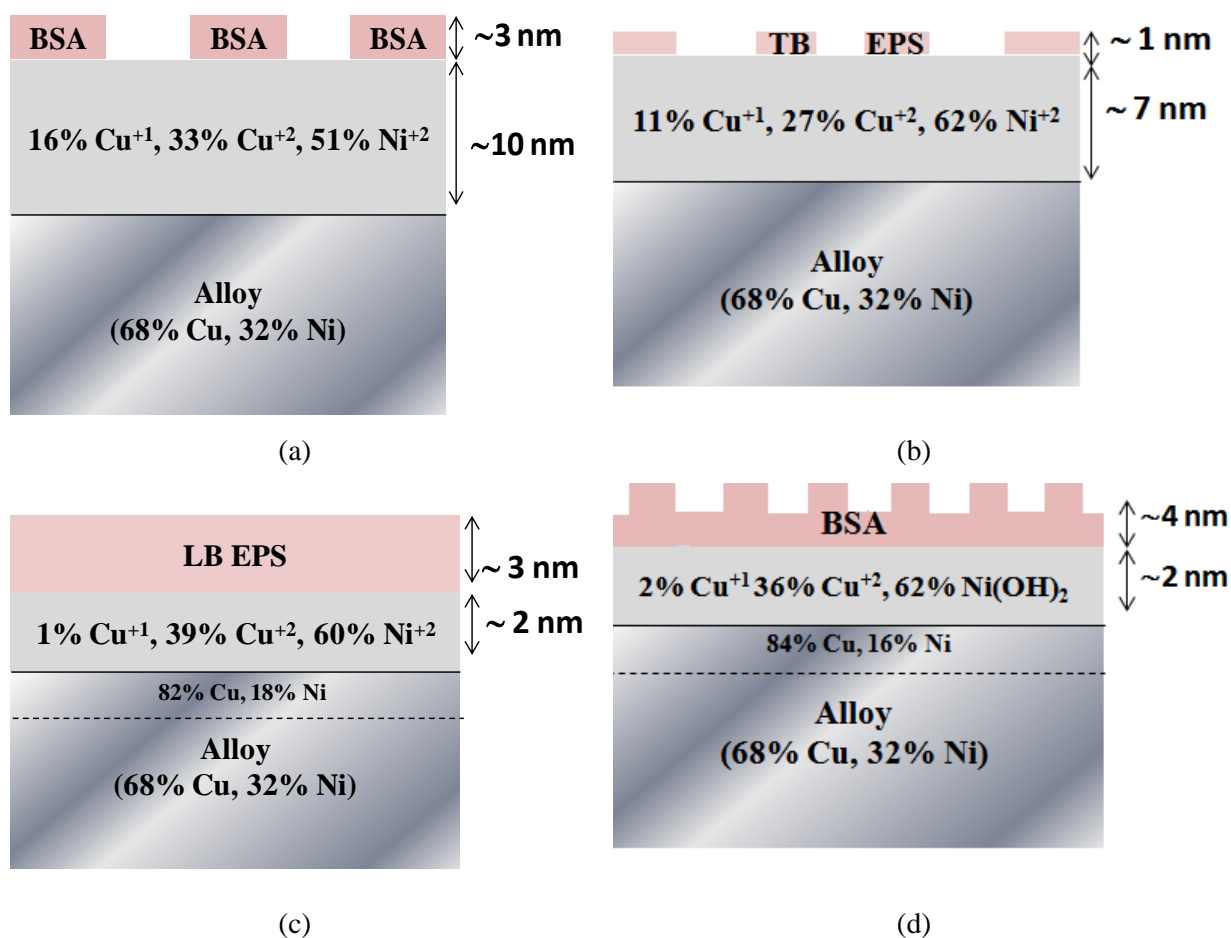 BSA BSA BSA
~3 nm
16% Cu⁺¹, 33% Cu⁺², 51% Ni⁺²
~10 nm
Alloy
(68% Cu, 32% Ni)
(a)
TB EPS
~ 1 nm
11% Cu⁺¹, 27% Cu⁺², 62% Ni⁺²
~ 7 nm
Alloy
(68% Cu, 32% Ni)
(b)
LB EPS
~ 3 nm
1% Cu⁺¹, 39% Cu⁺², 60% Ni⁺²
~ 2 nm
82% Cu, 18% Ni
Alloy
(68% Cu, 32% Ni)
(c)
BSA
~4 nm
2% Cu⁺¹ 36% Cu⁺², 62% Ni(OH)₂
~2 nm
84% Cu, 16% Ni
Alloy
(68% Cu, 32% Ni)
(d)